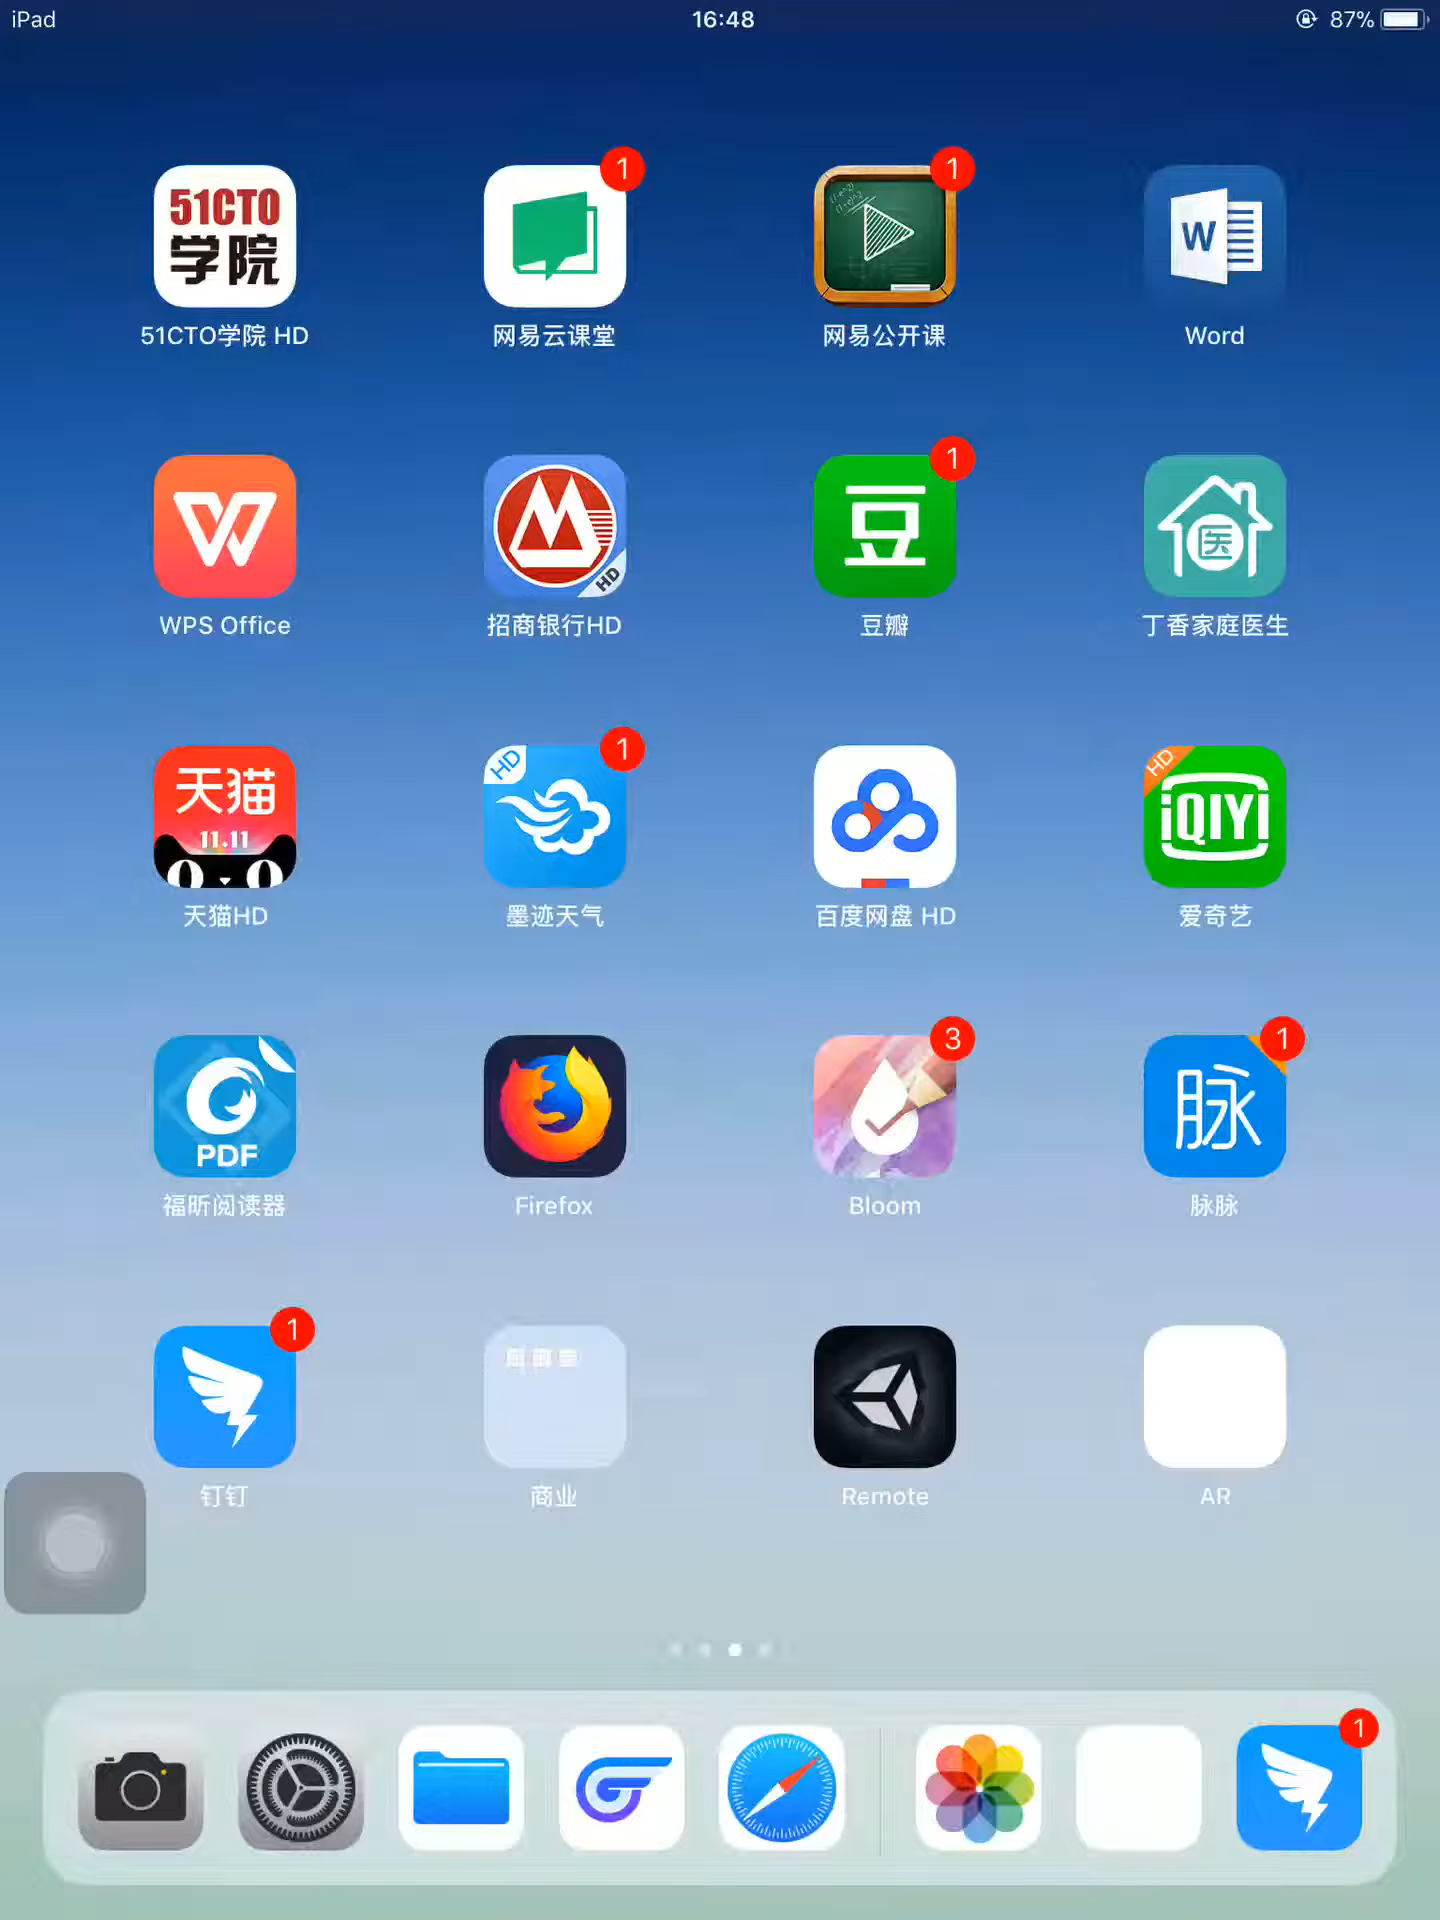 iPad
16:48
87%
51CTO
学院
1
1
W
51CTO学院 HD
网易云课堂
网易公开课
Word
1
HD
豆
医
WPS Office
招商银行HD
豆瓣
丁香家庭医生
天猫
11.11
HD
1
HD
iQIYI
天猫HD
墨迹天气
百度网盘 HD
爱奇艺
PDF
3
1
脉
福昕阅读器
Firefox
Bloom
脉脉
1
钉钉
商业
Remote
AR
1